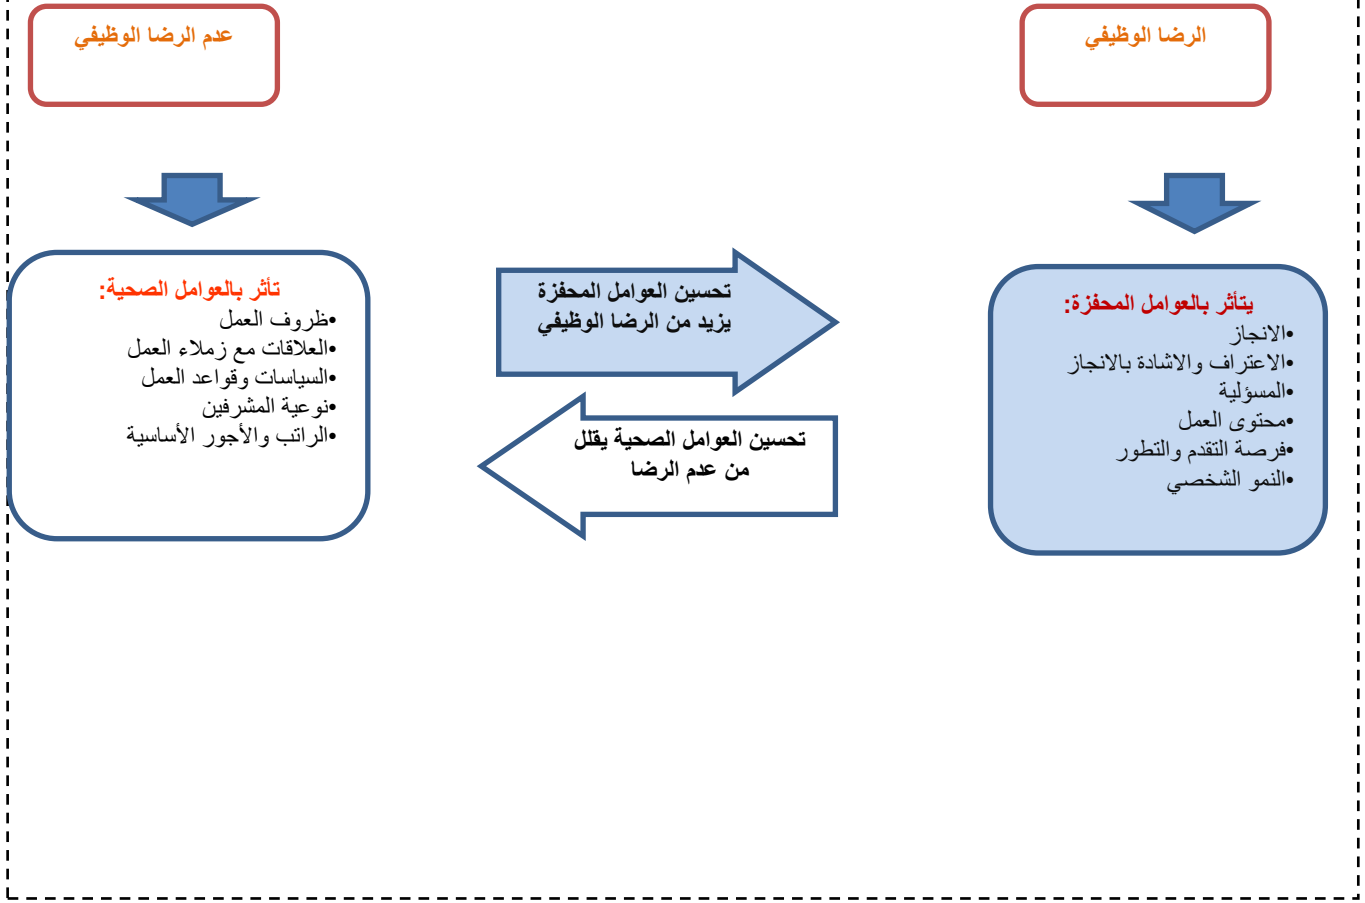 الرضا الوظيفي
عدم الرضا الوظيفي
يتأثر بالعوامل المحفزة:
•الانجاز
•الاعتراف والاشادة بالانجاز
•المسؤلية
•محتوى العمل
•فرصة التقدم والتطور
•النمو الشخصي
تحسين العوامل المحفزة
يزيد من الرضا الوظيفي
تحسين العوامل الصحية يقلل
من عدم الرضا
تأثر بالعوامل الصحية:
•ظروف العمل
•العلاقات مع زملاء العمل
•السياسات وقواعد العمل
•نوعية المشرفين
•الراتب والأجور الأساسية